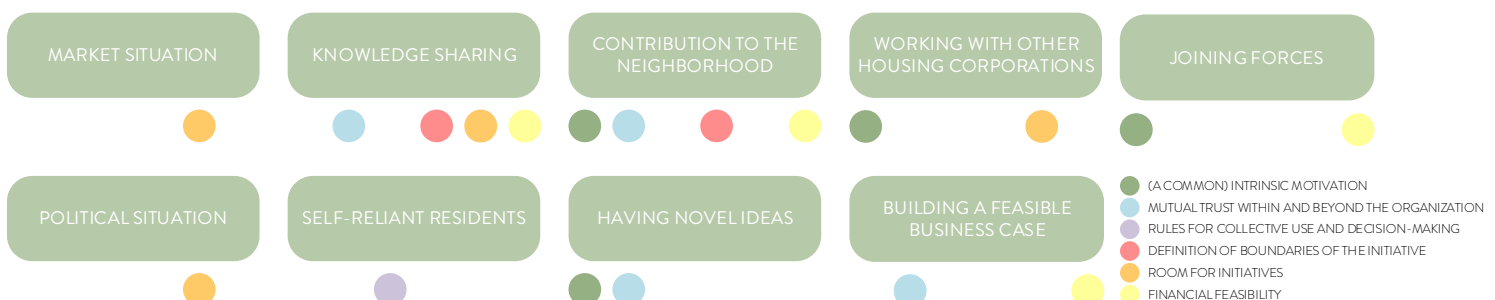 MARKET SITUATION
KNOWLEDGE SHARING
CONTRIBUTION TO THE
NEIGHBORHOOD
WORKING WITH OTHER
HOUSING CORPORATIONS
JOINING FORCES
POLITICAL SITUATION
SELF-RELIANT RESIDENTS
HAVING NOVEL IDEAS
BUILDING A FEASIBLE
BUSINESS CASE
(A COMMON) INTRINSIC MOTIVATION
MUTUAL TRUST WITHIN AND BEYOND THE ORGANIZATION
RULES FOR COLLECTIVE USE AND DECISION-MAKING
DEFINITION OF BOUNDARIES OF THE INITIATIVE
ROOM FOR INITIATIVES
FINANCIAL FEASIBILITY